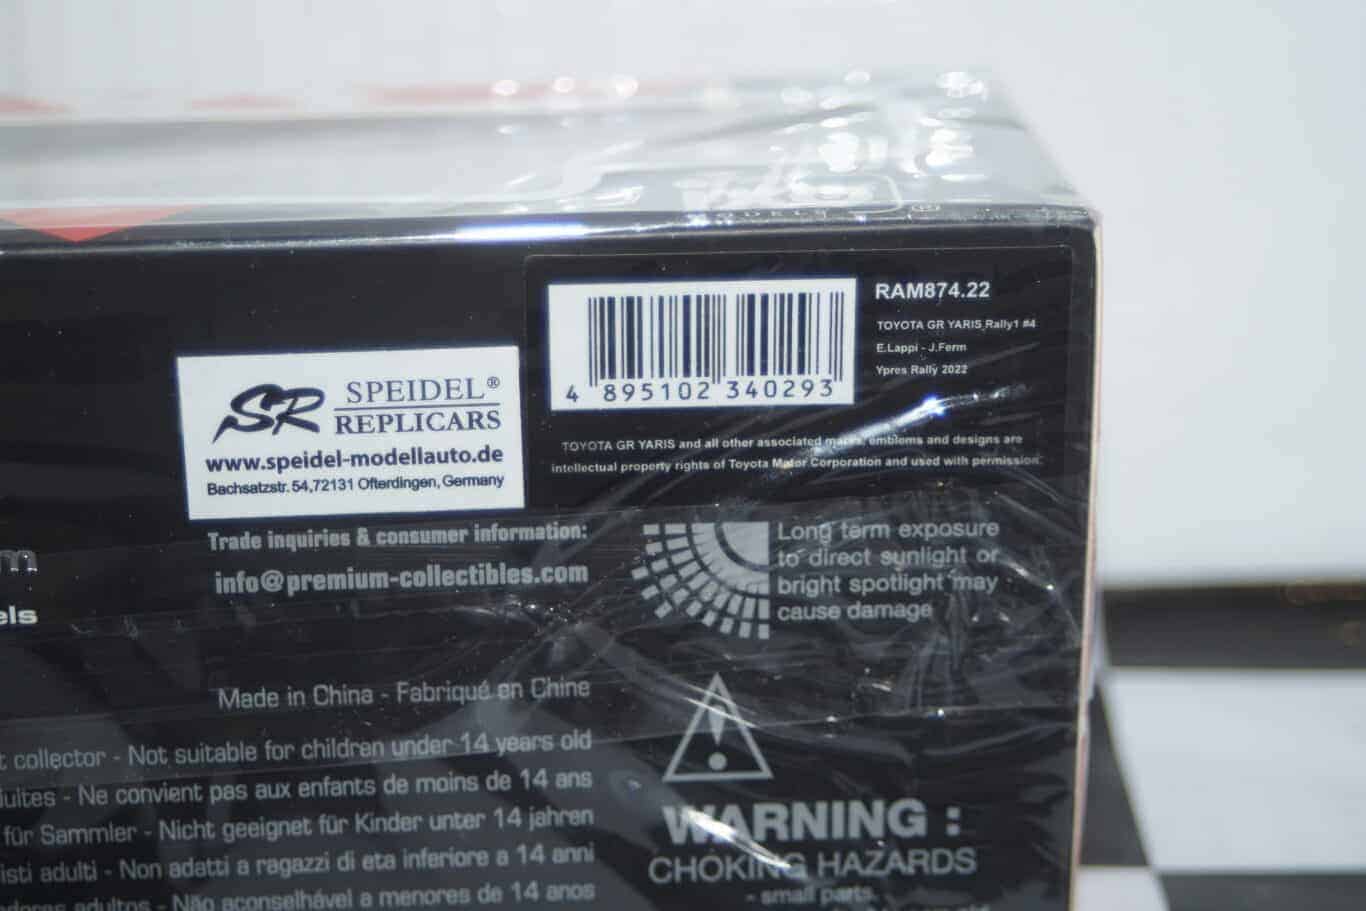 RAM874.22
TOYOTA GR YARIS Rally1 #4
E.Lappi - J.Ferm
Ypres Rally 2022
4 895102 340293
TOYOTA GR YARIS and all other associated marks, emblems and designs are
intellectual property rights of Toyota Motor Corporation and used with permission.
SR SPEIDEL®
REPLICARS
www.speidel-modellauto.de
Bachsatzstr. 54,72131 Ofterdingen, Germany
Trade inquiries & consumer information:
info@premium-collectibles.com
Long term exposure
to direct sunlight or
bright spotlight may
cause damage
Made in China - Fabriqué en Chine
collector - Not suitable for children under 14 years old
- Ne convient pas aux enfants de moins de 14 ans
für Sammler - Nicht geeignet für Kinder unter 14 jahren
adulti - Non adatti a ragazzi di eta inferiore a 14 anni
adultos - Não aconselhável a menores de 14 anos
WARNING :
CHOKING HAZARDS
- small parts.